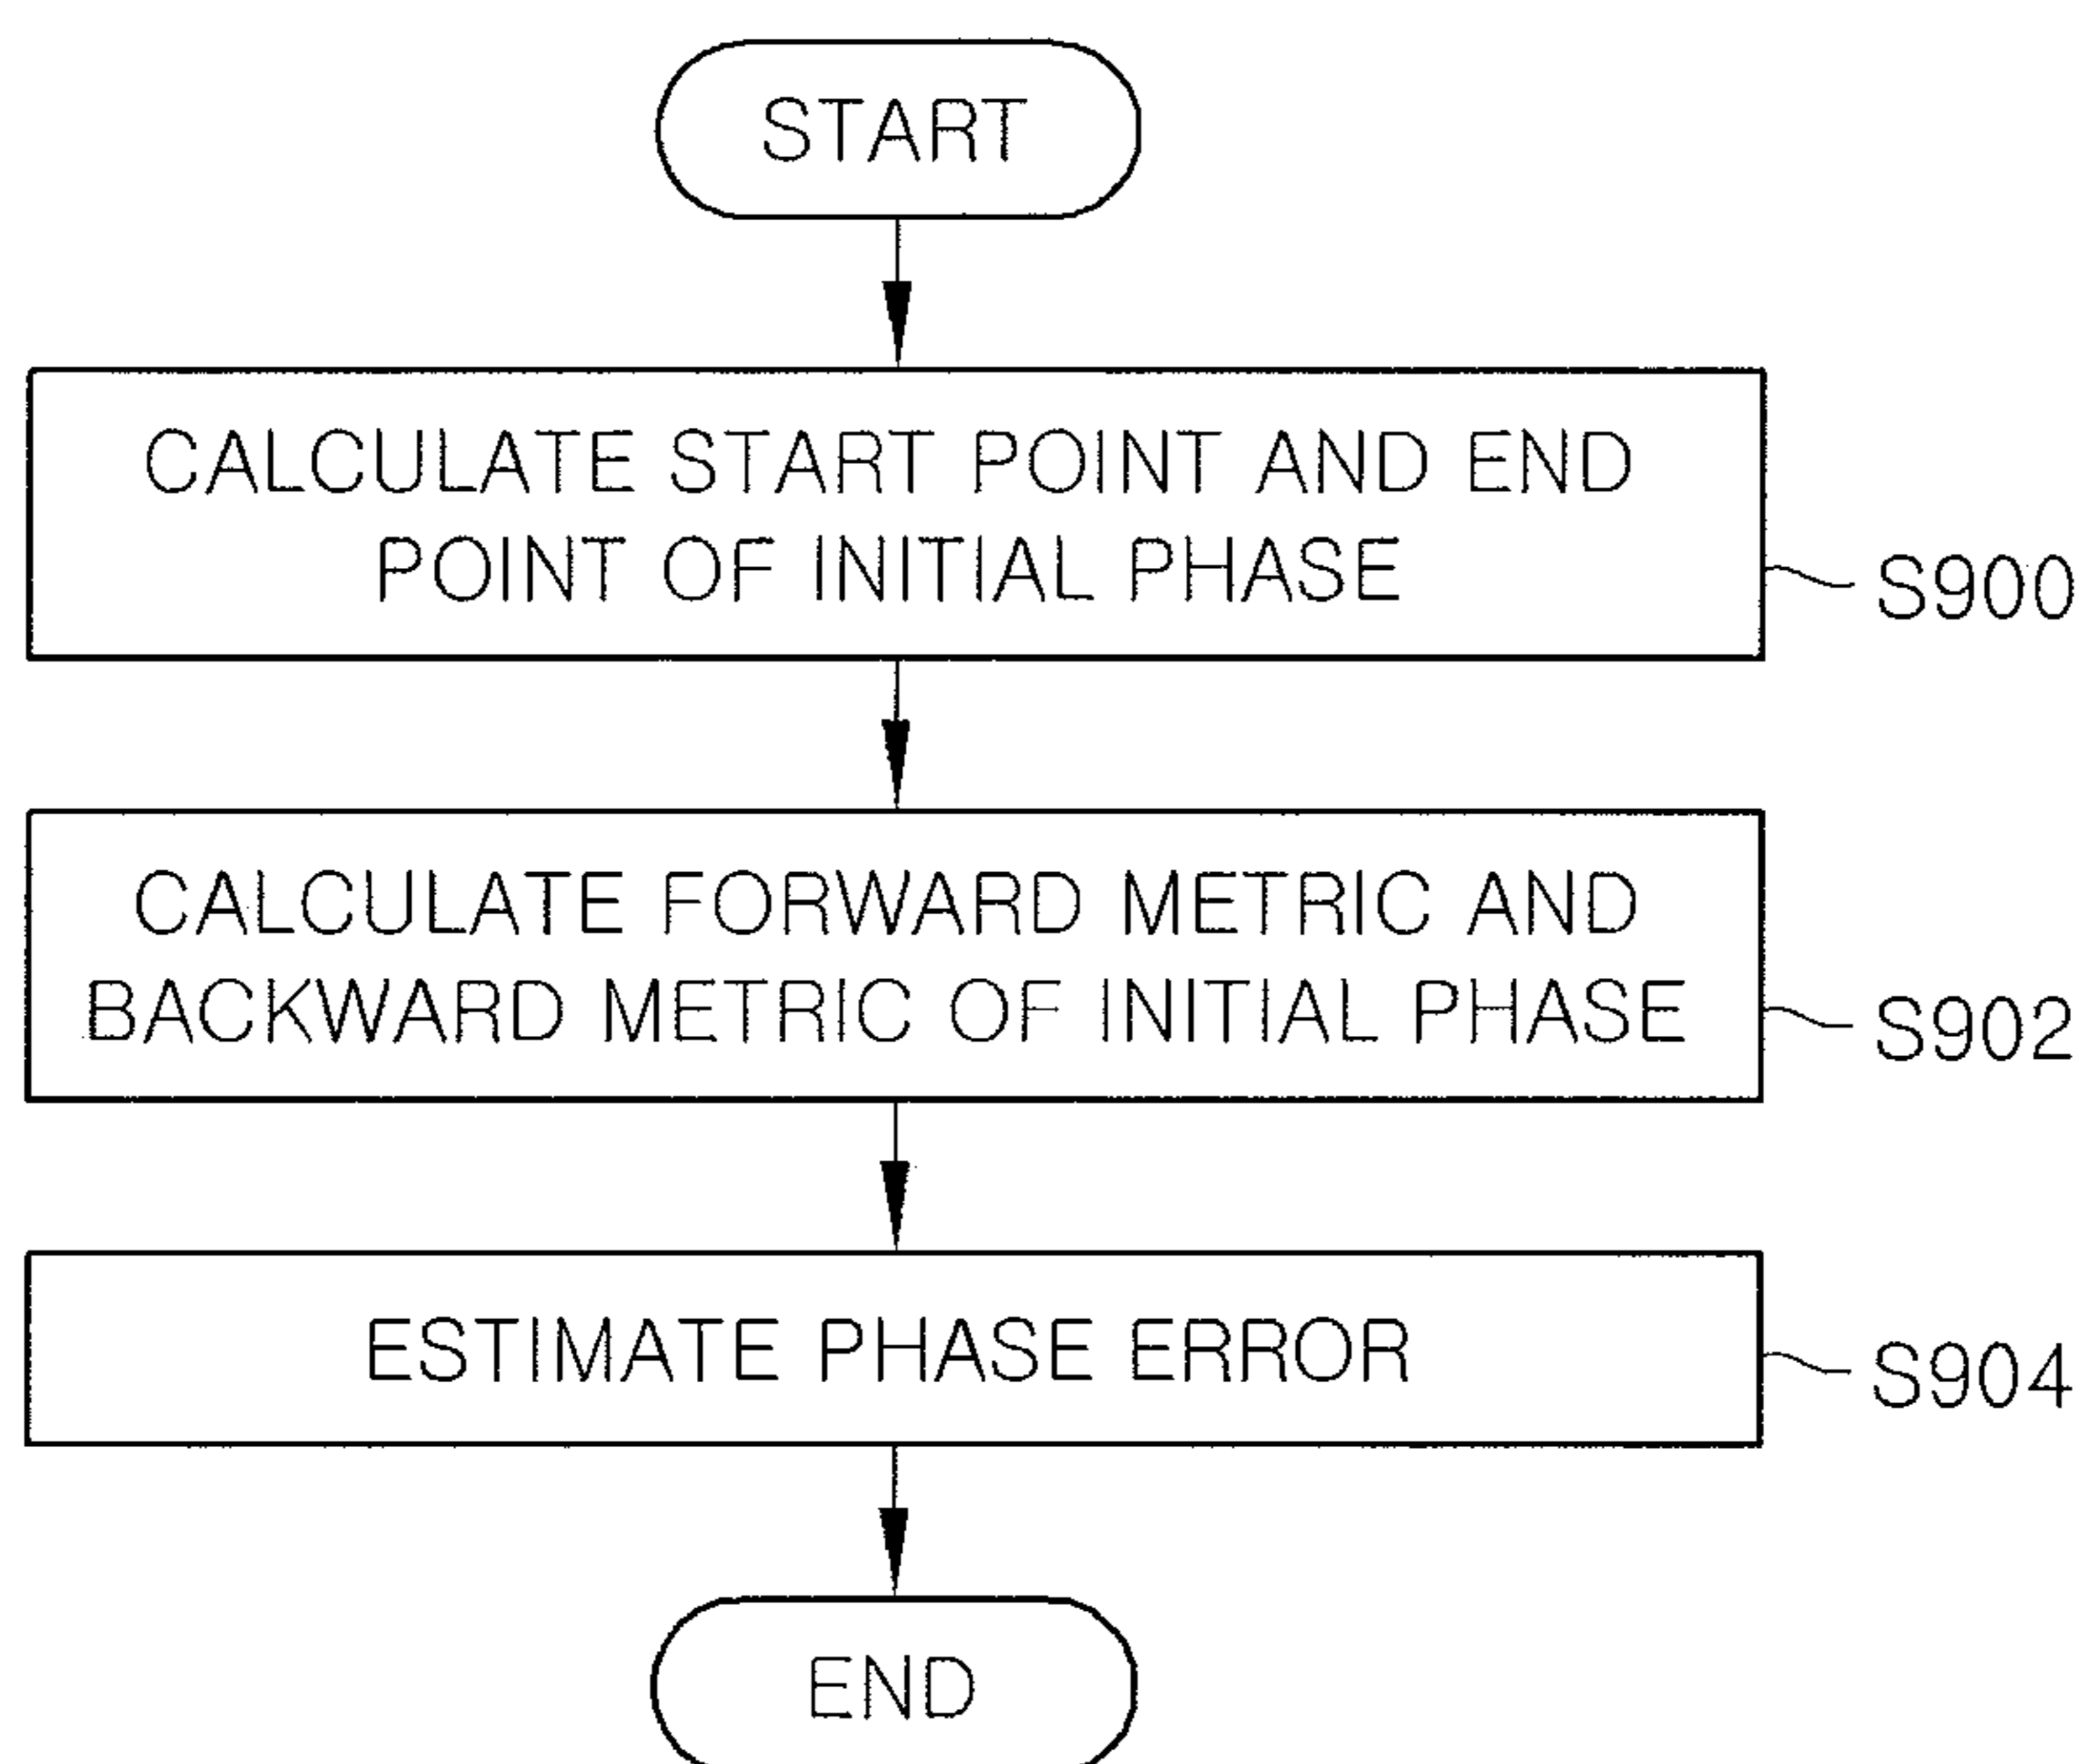 START
CALCULATE START POINT AND END
POINT OF INITIAL PHASE
S900
CALCULATE FORWARD METRIC AND
BACKWARD METRIC OF INITIAL PHASE
S902
ESTIMATE PHASE ERROR
S904
END